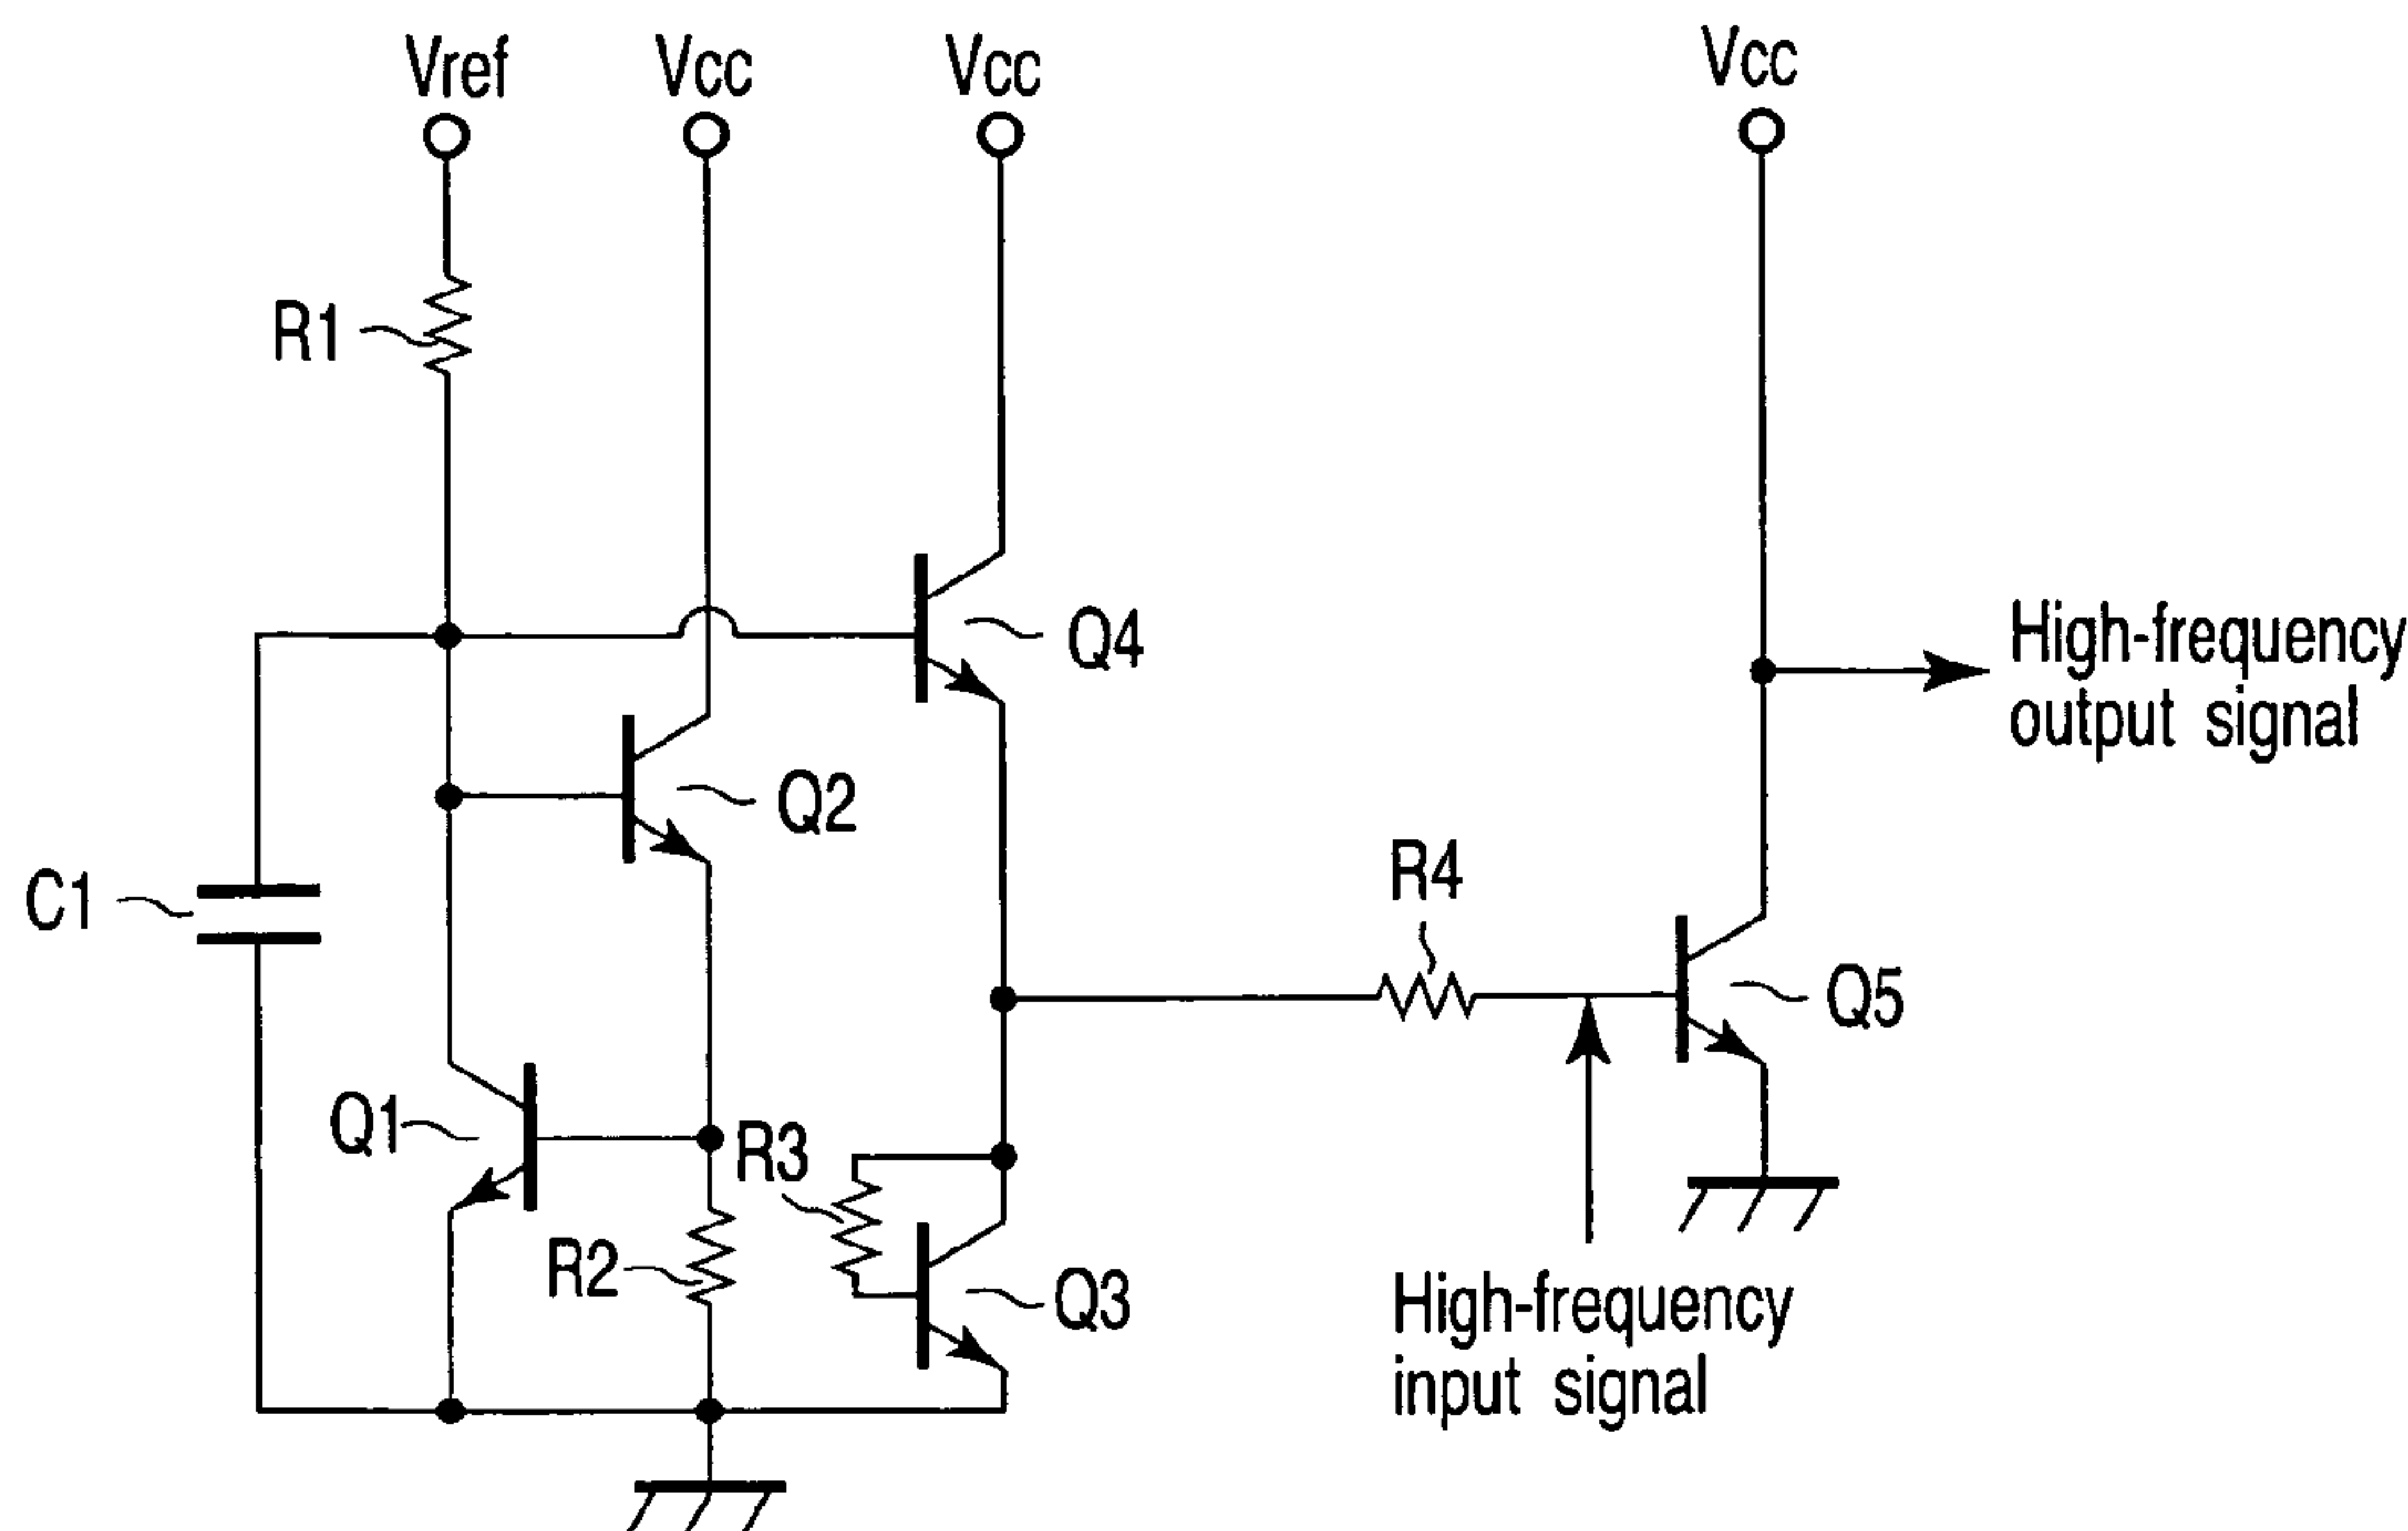 Vref
Vcc
Vcc
Vcc
R1
Q4
High-frequency
output signal
Q2
R4
C1
Q5
Q1
R3
R2
Q3
High-frequency
input signal